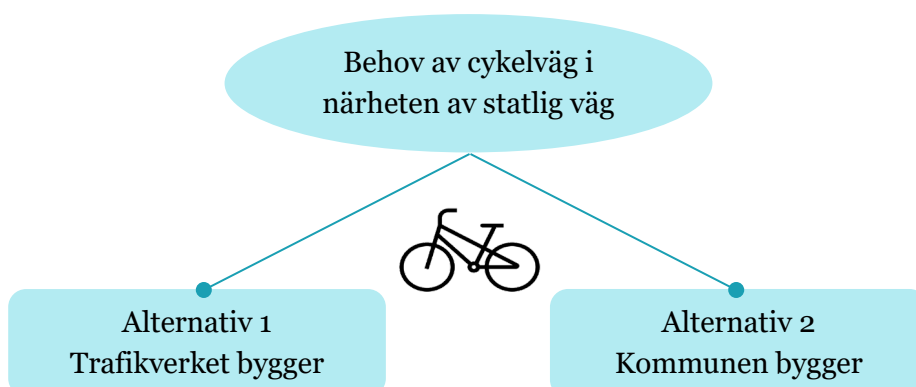 Behov av cykelväg i
närheten av statlig väg
Alternativ 1
Trafikverket bygger
Alternativ 2
Kommunen bygger